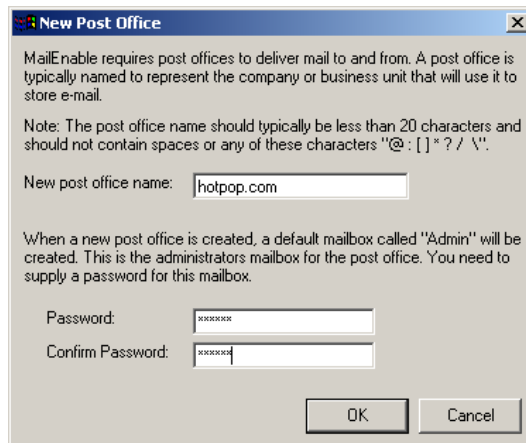 New Post Office
MailEnable requires post offices to deliver mail to and from. A post office is
typically named to represent the company or business unit that will use it to
store e-mail.
Note: The post office name should typically be less than 20 characters and
should not contain spaces or any of these characters "@ : [ ] * ? / \".
New post office name: hotpop.com
When a new post office is created, a default mailbox called "Admin" will be
created. This is the administrators mailbox for the post office. You need to
supply a password for this mailbox.
Password: ******
Confirm Password: ******
OK Cancel